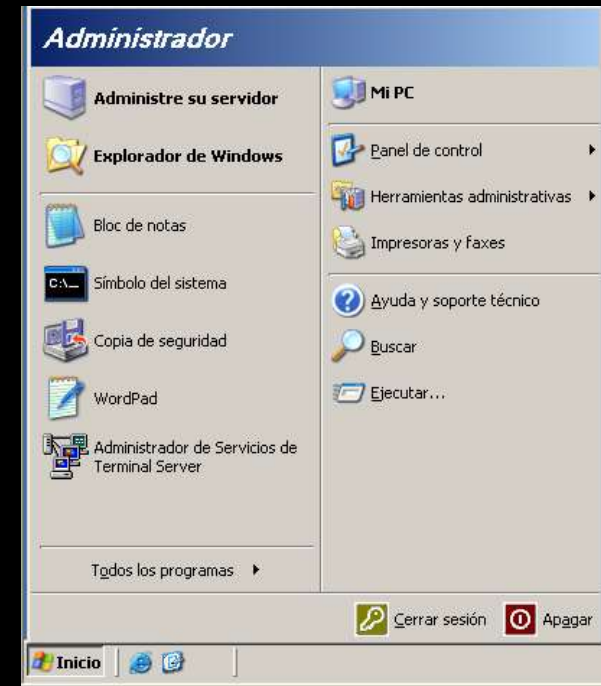 Administrador
Administre su servidor
Explorador de Windows
Bloc de notas
C:\_
Símbolo del sistema
Copia de seguridad
WordPad
Administrador de Servicios de
Terminal Server
Todos los programas
Mi PC
Panel de control
Herramientas administrativas
Impresoras y faxes
Ayuda y soporte técnico
Buscar
Ejecutar...
Cerrar sesión
Apagar
Inicio